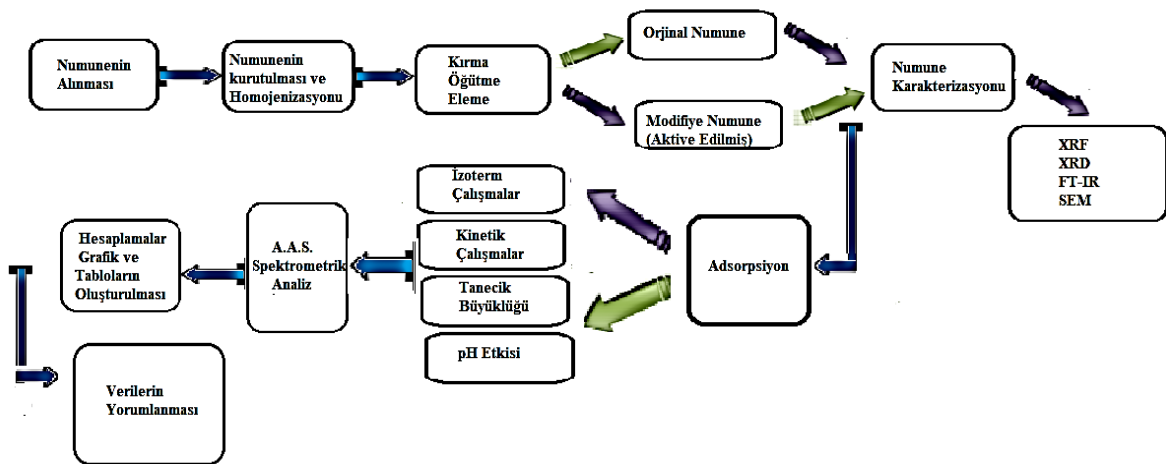 Numunenin
Alınması
Numunenin
kurutulması ve
Homojenizasyonu
Kırma
Öğütme
Eleme
Orjinal Numune
Modifiye Numune
(Aktive Edilmiş)
Numune
Karakterizasyonu
XRF
XRD
FT-IR
SEM
Adsorpsiyon
İzoterm
Çalışmalar
Kinetik
Çalışmalar
Tanecik
Büyüklüğü
pH Etkisi
A.A.S.
Spektrometrik
Analiz
Hesaplamalar
Grafik ve
Tabloların
Oluşturulması
Verilerin
Yorumlanması